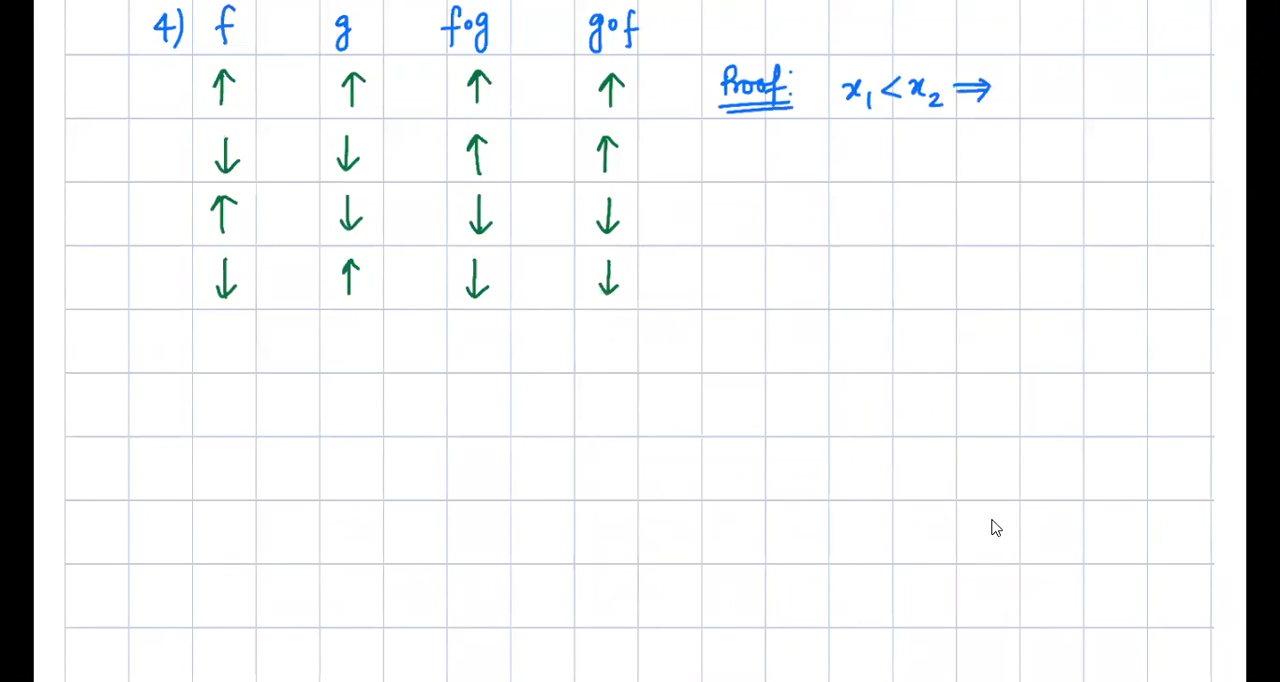 4) f g f∘g g∘f
↑ ↑ ↑ ↑ Proof: x₁ < x₂ ⇒
↓ ↓ ↑ ↑
↑ ↓ ↓ ↓
↓ ↑ ↓ ↓